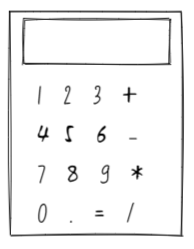 1 2 3 +
4 5 6 -
7 8 9 *
0 . = /